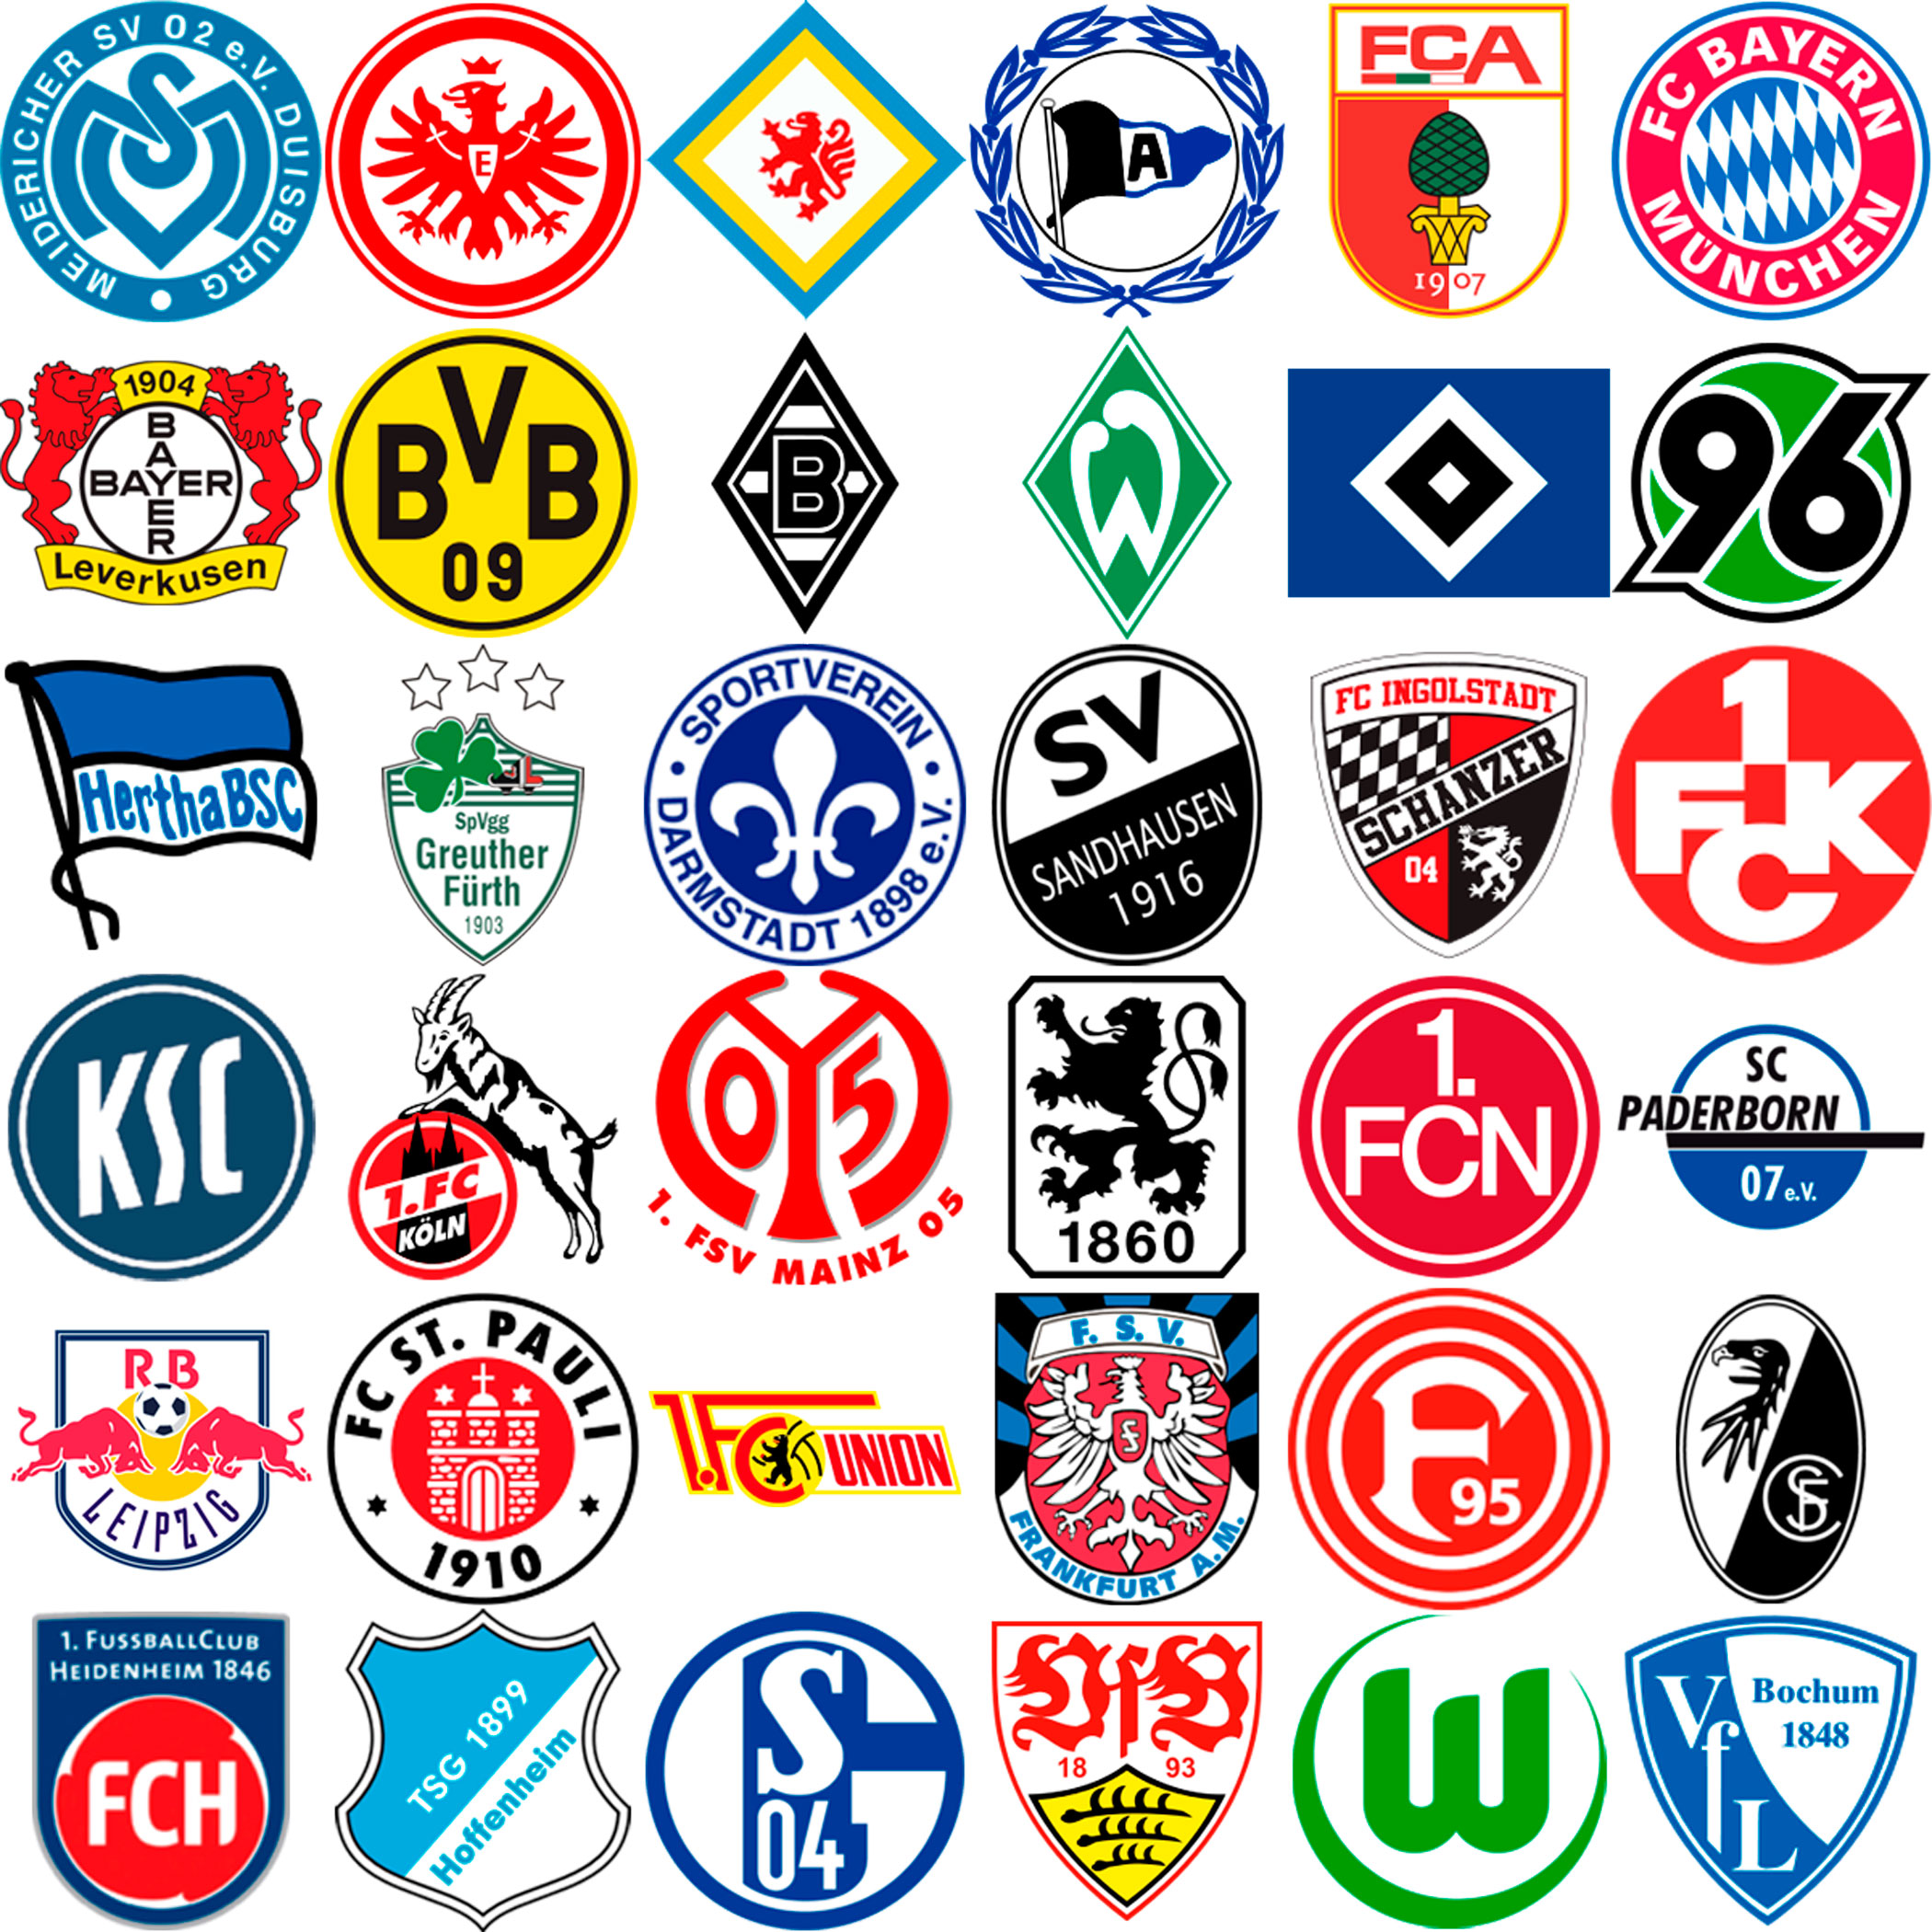 MEIDERICHER SV 02 e.V. DUISBURG
MSV
E
A
FCA
1907
FC BAYERN
MÜNCHEN
1904
BAYER
BAYER
Leverkusen
BVB
09
B
W
96
HerthaBSC
SpVgg
Greuther
Fürth
1903
SPORTVEREIN
DARMSTADT 1898 e.V.
SV
SANDHAUSEN
1916
FC INGOLSTADT
SCHANZER
04
1
FCK
KSC
1.FC
KÖLN
05
1. FSV MAINZ 05
1860
1.
FCN
SC
PADERBORN
07 e.V.
RB
LEIPZIG
FC ST. PAULI
1910
1.FC UNION
F. S. V.
FRANKFURT A.M.
F
95
SFC
1. FUSSBALLCLUB
HEIDENHEIM 1846
FCH
TSG 1899
Hoffenheim
S
04
VfB
18 93
W
VfL
Bochum
1848